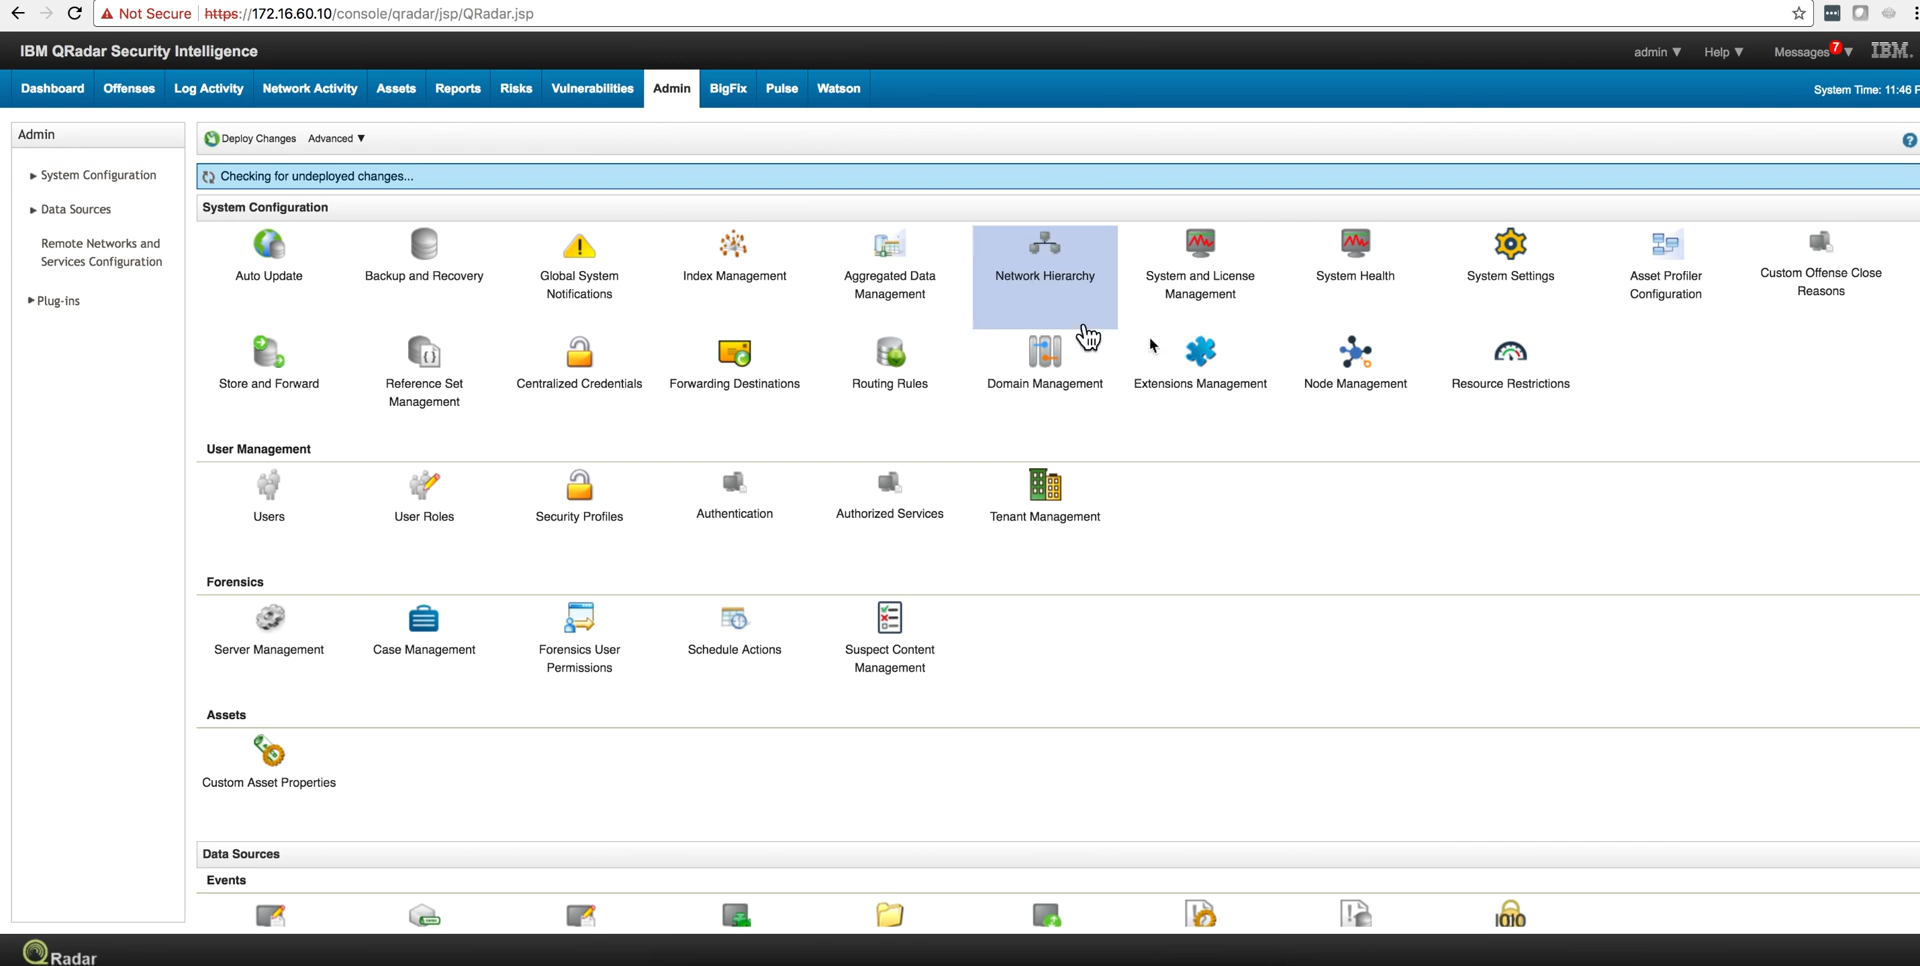 Not Secure https://172.16.60.10/console/qradar/jsp/QRadar.jsp
IBM QRadar Security Intelligence
admin ▼ Help ▼ Messages 7 ▼ IBM.
Dashboard Offenses Log Activity Network Activity Assets Reports Risks Vulnerabilities Admin BigFix Pulse Watson System Time: 11:46
Admin
System Configuration
Data Sources
Remote Networks and
Services Configuration
Plug-ins
Deploy Changes Advanced ▼ ?
Checking for undeployed changes...
System Configuration
Auto Update
Backup and Recovery
Global System
Notifications
Index Management
Aggregated Data
Management
Network Hierarchy
System and License
Management
System Health
System Settings
Asset Profiler
Configuration
Custom Offense Close
Reasons
Store and Forward
Reference Set
Management
Centralized Credentials
Forwarding Destinations
Routing Rules
Domain Management
Extensions Management
Node Management
Resource Restrictions
User Management
Users
User Roles
Security Profiles
Authentication
Authorized Services
Tenant Management
Forensics
Server Management
Case Management
Forensics User
Permissions
Schedule Actions
Suspect Content
Management
Assets
Custom Asset Properties
Data Sources
Events
1010
QRadar